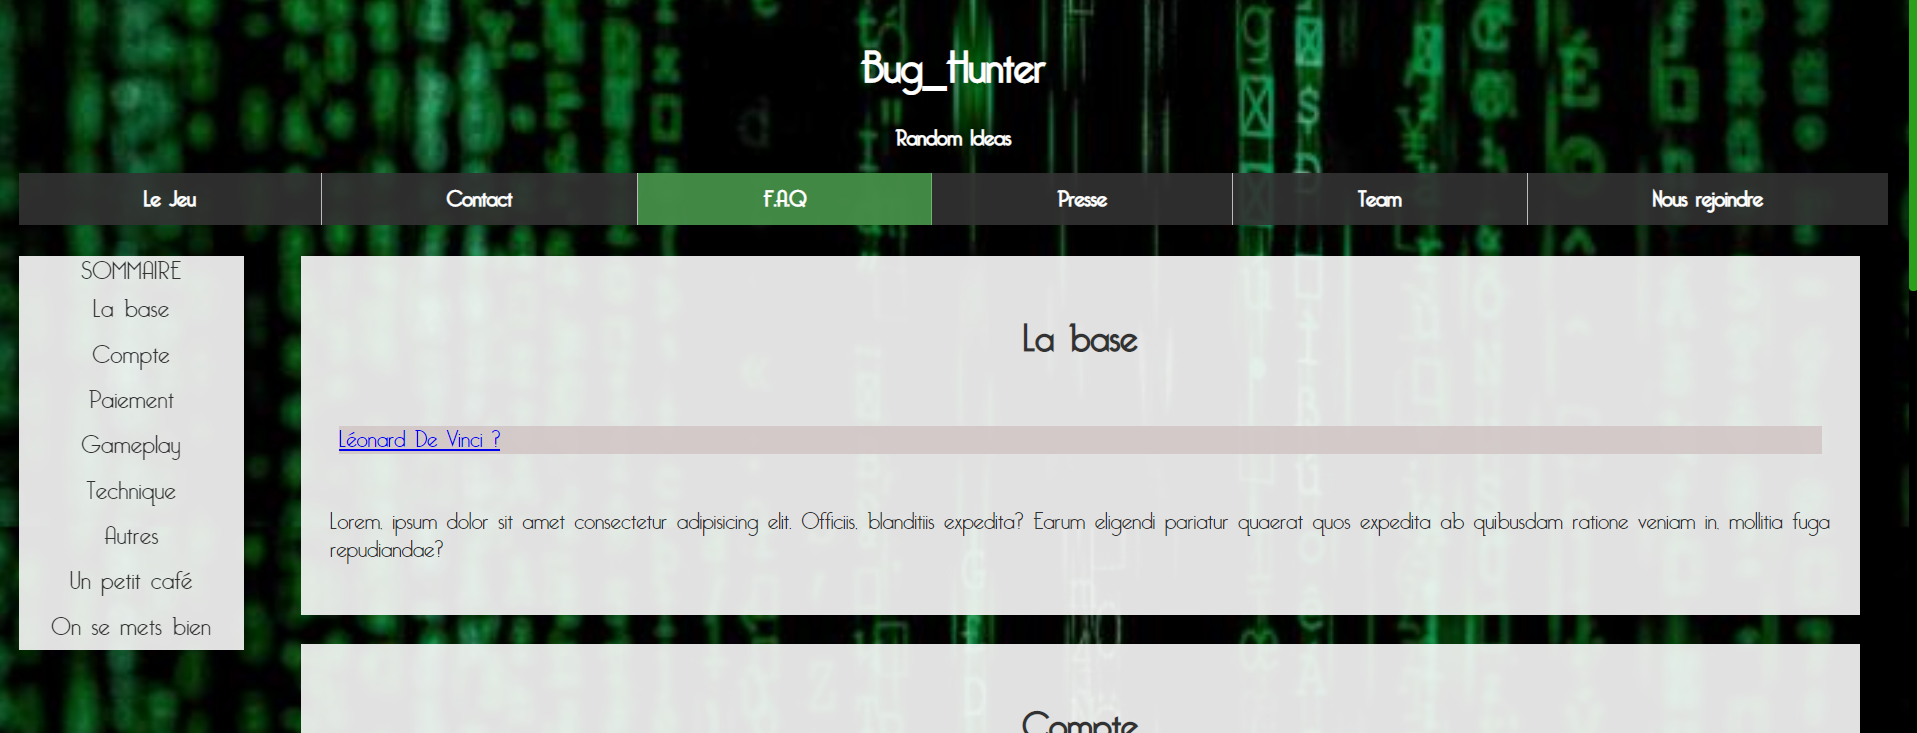 Bug_Hunter
Random Ideas
Le Jeu
Contact
F.A.Q
Presse
Team
Nous rejoindre
SOMMAIRE
La base
Compte
Paiement
Gameplay
Technique
Autres
Un petit café
On se mets bien
La base
Léonard De Vinci ?
Lorem, ipsum dolor sit amet consectetur adipisicing elit. Officiis, blanditiis expedita? Earum eligendi pariatur quaerat quos expedita ab quibusdam ratione veniam in, mollitia fuga
repudiandae?
Compte